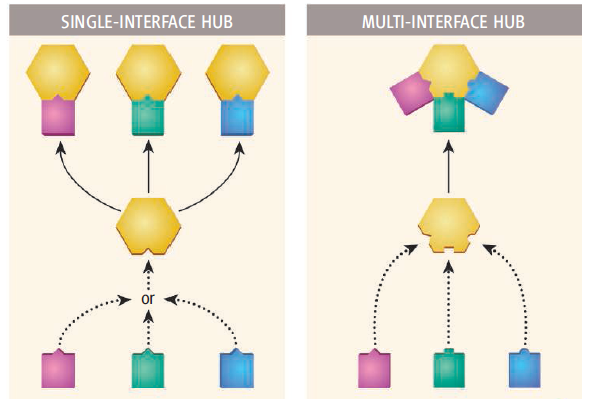 SINGLE-INTERFACE HUB
MULTI-INTERFACE HUB
or